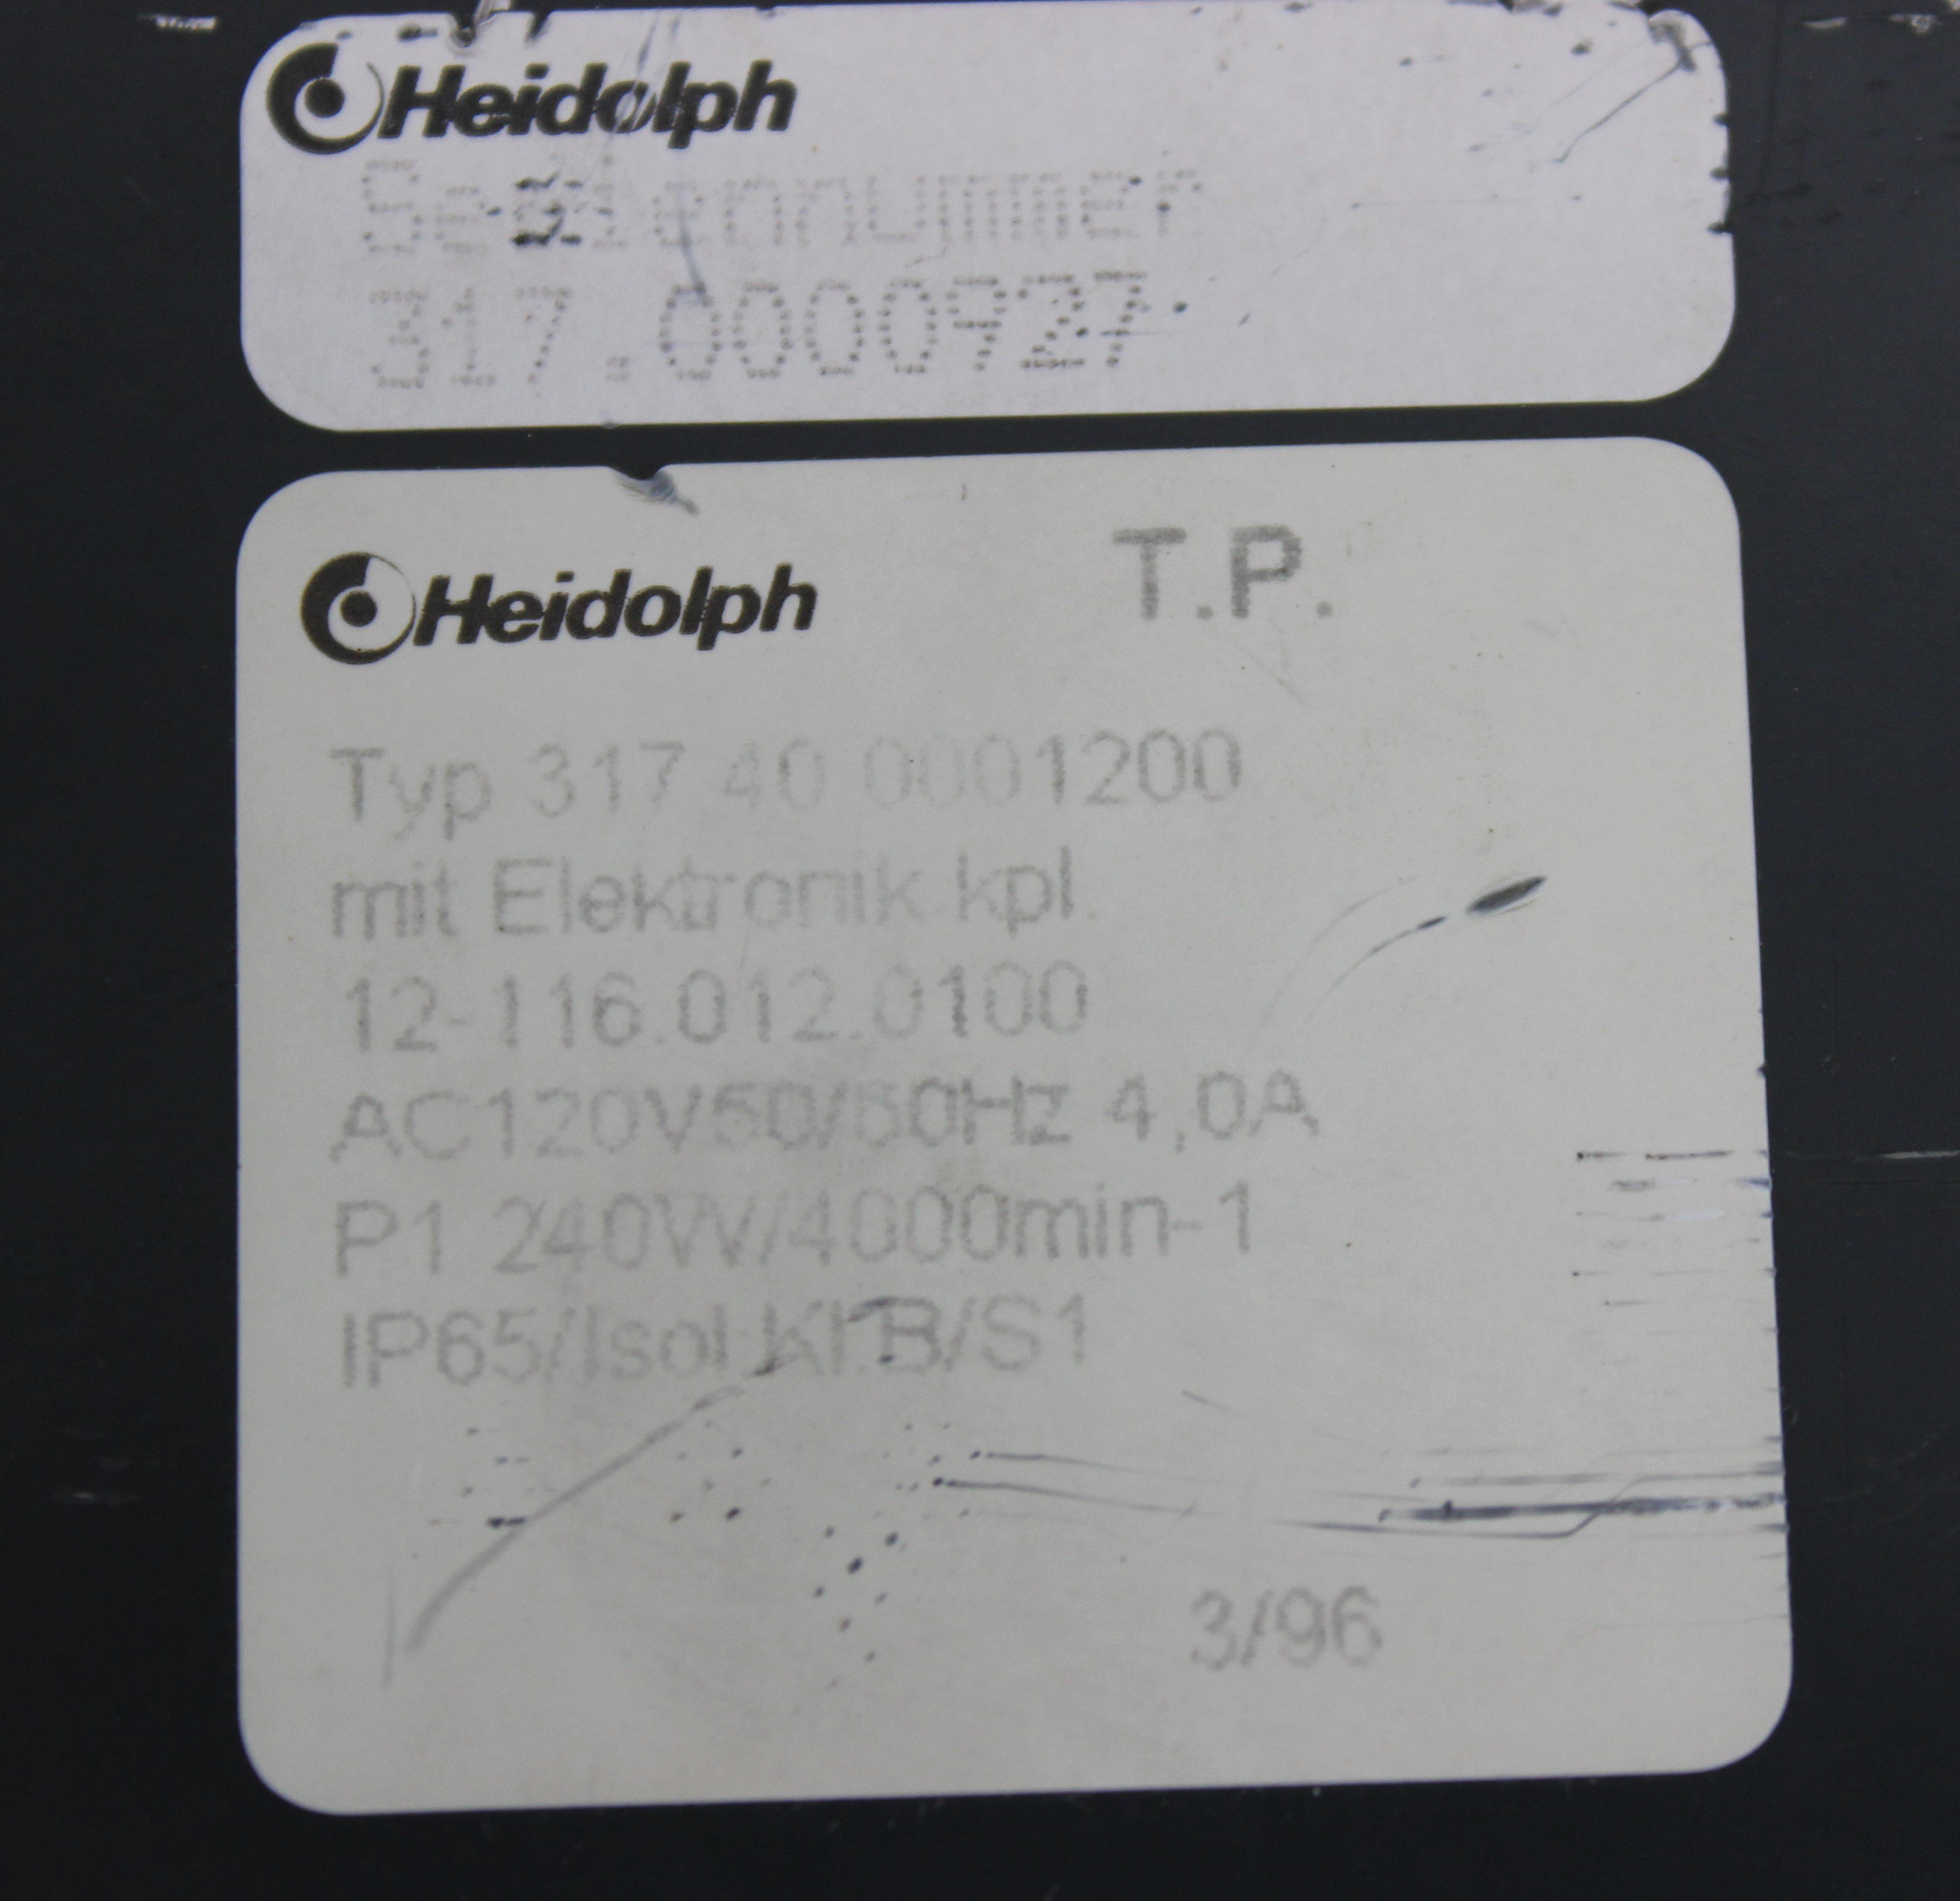 Heidolph
Seriennummer
317.0000927
Heidolph T.P.
Typ 317 40 0001200
mit Elektronik kpl.
12-116.012.0100
AC120V50/60Hz 4,0A
P1 240W/4000min-1
IP65/Isol.Kl.B/S1
3/96